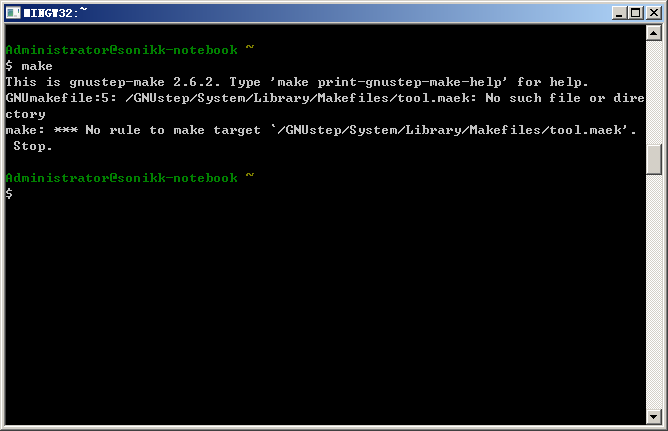 MINGW32:~
Administrator@sonikk-notebook ~
$ make
This is gnustep-make 2.6.2. Type 'make print-gnustep-make-help' for help.
GNUmakefile:5: /GNUstep/System/Library/Makefiles/tool.maek: No such file or dire
ctory
make: *** No rule to make target `/GNUstep/System/Library/Makefiles/tool.maek'.
 Stop.
Administrator@sonikk-notebook ~
$